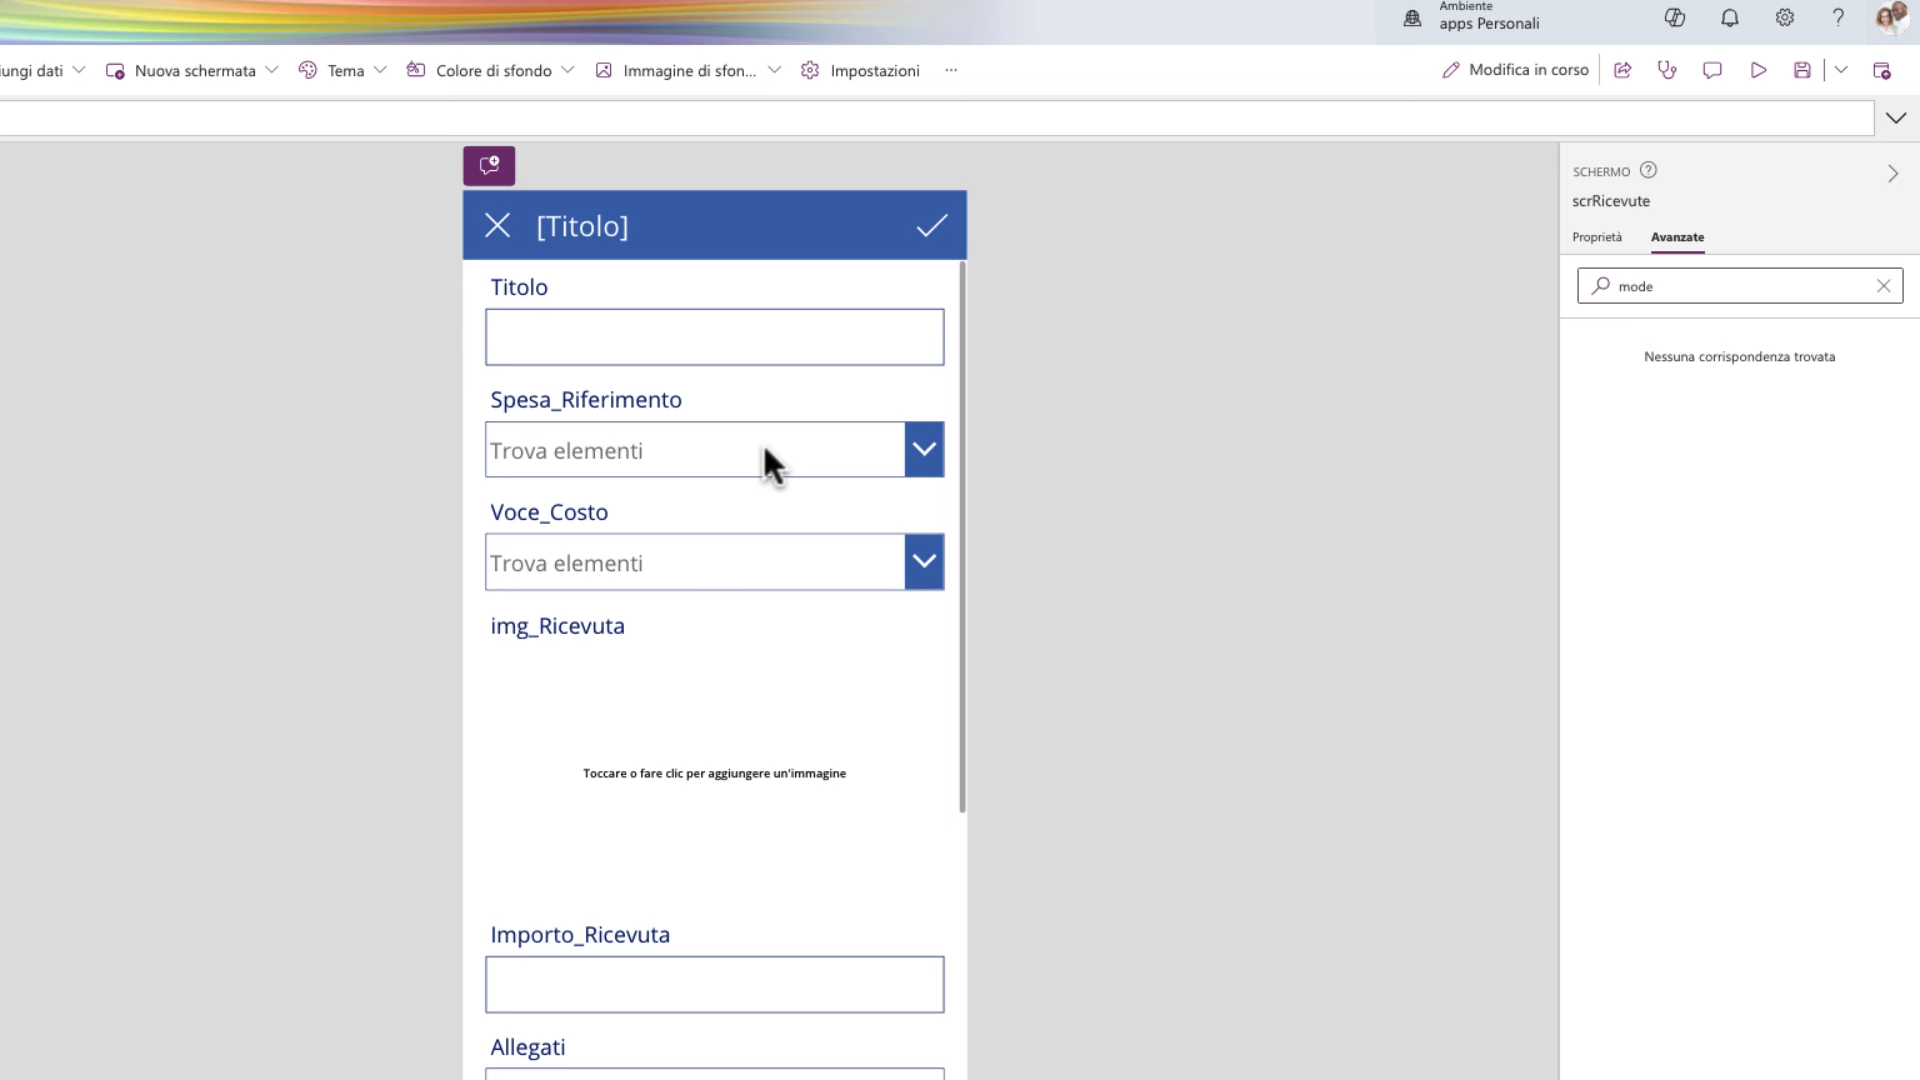 Ambiente
apps Personali
iungi dati
Nuova schermata
Tema
Colore di sfondo
Immagine di sfon...
Impostazioni
...
Modifica in corso
SCHERMO
scrRicevute
Proprietà
Avanzate
mode
Nessuna corrispondenza trovata
[Titolo]
Titolo
Spesa_Riferimento
Trova elementi
Voce_Costo
Trova elementi
img_Ricevuta
Toccare o fare clic per aggiungere un'immagine
Importo_Ricevuta
Allegati